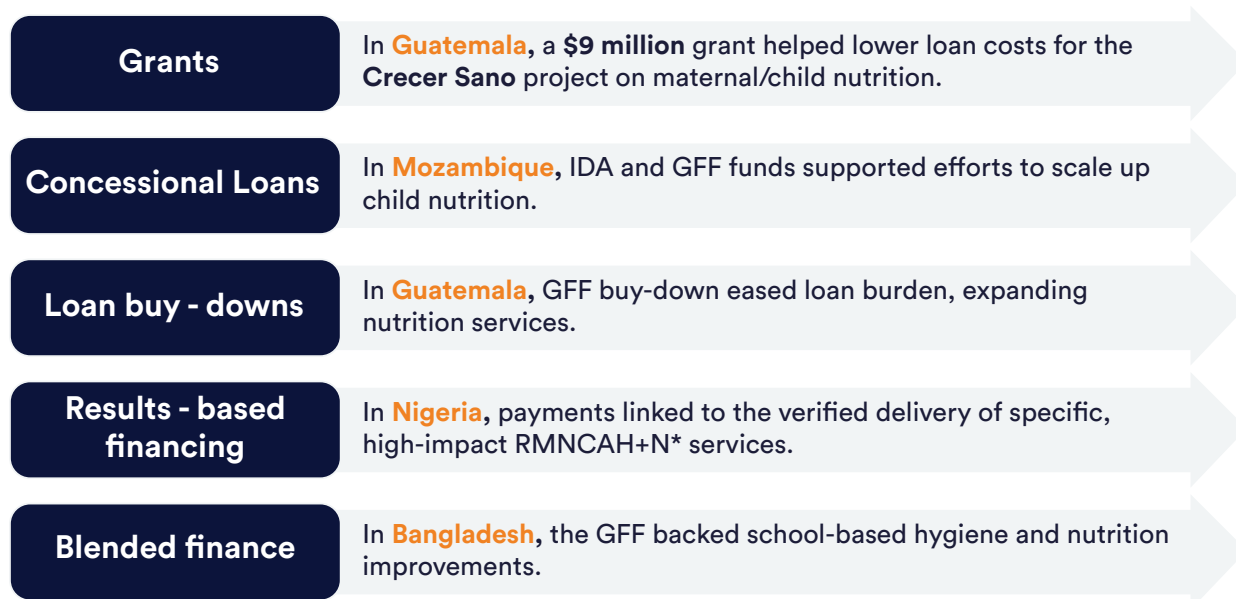 Grants
In Guatemala, a $9 million grant helped lower loan costs for the
Crecer Sano project on maternal/child nutrition.
Concessional Loans
In Mozambique, IDA and GFF funds supported efforts to scale up
child nutrition.
Loan buy - downs
In Guatemala, GFF buy-down eased loan burden, expanding
nutrition services.
Results - based
financing
In Nigeria, payments linked to the verified delivery of specific,
high-impact RMNCAH+N* services.
Blended finance
In Bangladesh, the GFF backed school-based hygiene and nutrition
improvements.